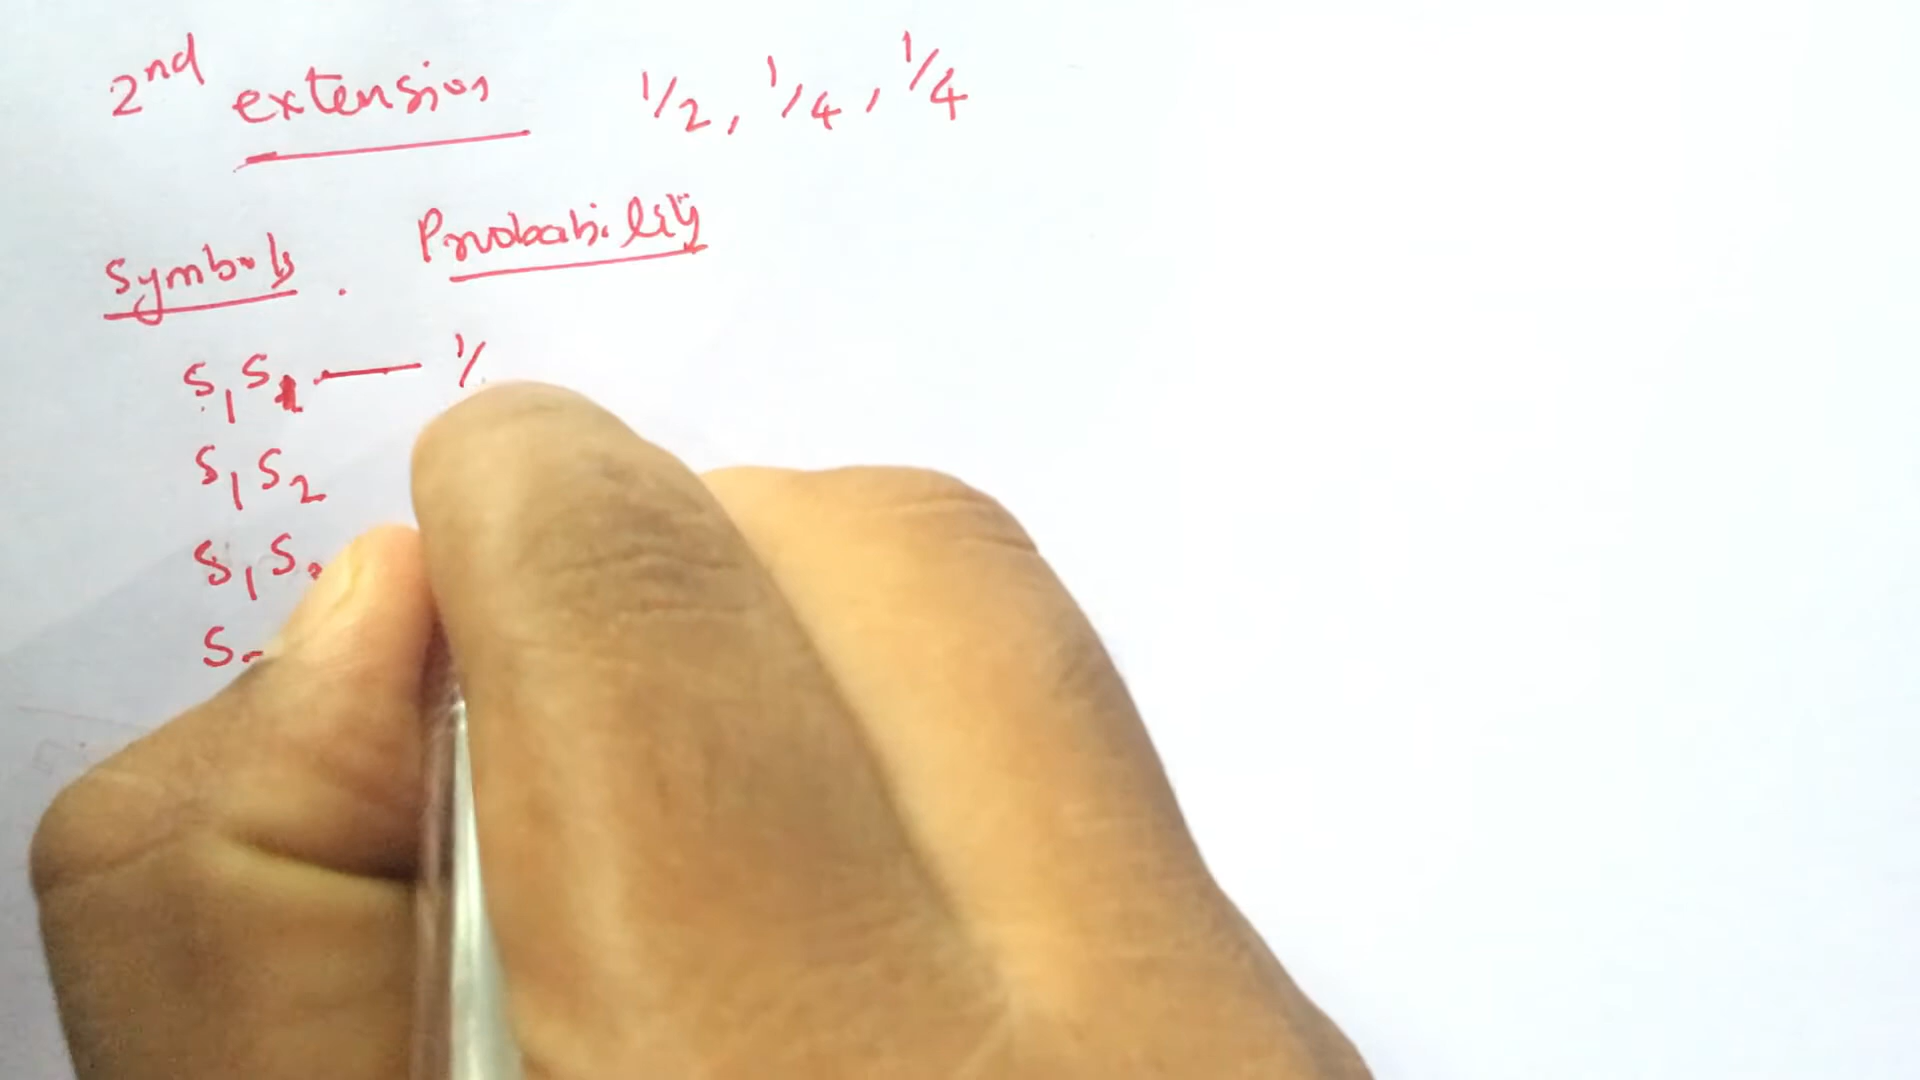 2nd extension 1/2, 1/4, 1/4
Symbols. Probability
S1S1 — 1/
S1S2
S1S
S